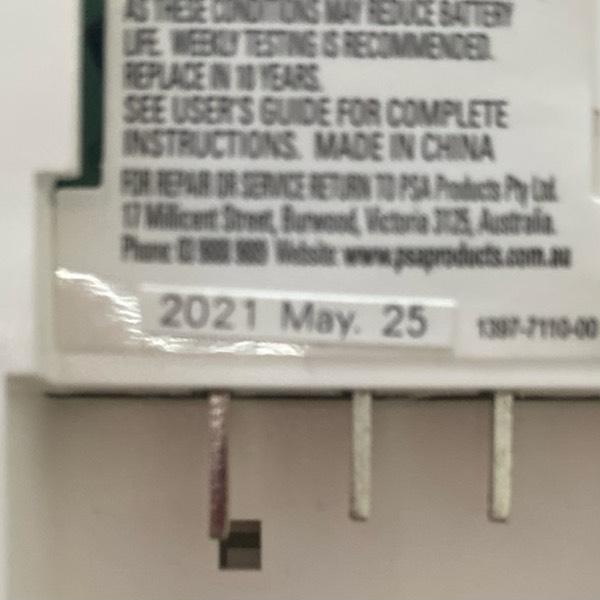 AS THESE CONDITIONS MAY REDUCE BATTERY
LIFE. WEEKLY TESTING IS RECOMMENDED.
REPLACE IN 10 YEARS.
SEE USER'S GUIDE FOR COMPLETE
INSTRUCTIONS. MADE IN CHINA
FOR REPAIR OR SERVICE RETURN TO PSA Products Pty Ltd.
17 Millicent Street, Burwood, Victoria 3125, Australia.
Phone: Website: www.psaproducts.com.au
2021 May. 25
1397-7110-00